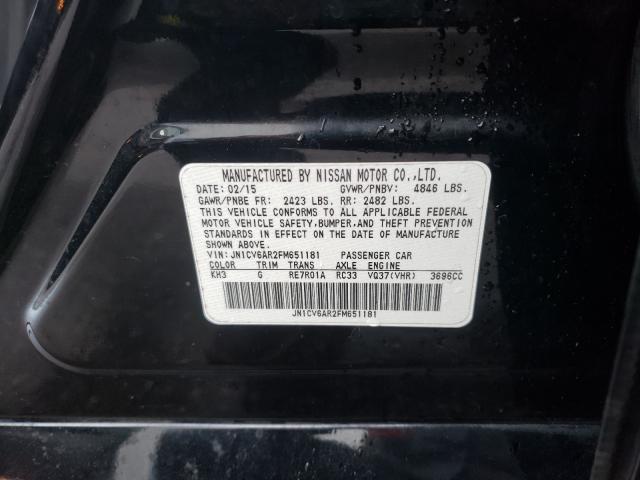 MANUFACTURED BY NISSAN MOTOR CO.,LTD.
DATE: 02/15 GVWR/PNBV: 4846 LBS.
GAWR/PNBE FR: 2423 LBS. RR: 2482 LBS.
THIS VEHICLE CONFORMS TO ALL APPLICABLE FEDERAL
MOTOR VEHICLE SAFETY, BUMPER, AND THEFT PREVENTION
STANDARDS IN EFFECT ON THE DATE OF MANUFACTURE
SHOWN ABOVE.
VIN: JN1CV6AR2FM651181 PASSENGER CAR
COLOR TRIM TRANS AXLE ENGINE
KH3 G RE7R01A RC33 VQ37(VHR) 3696CC
JN1CV6AR2FM651181